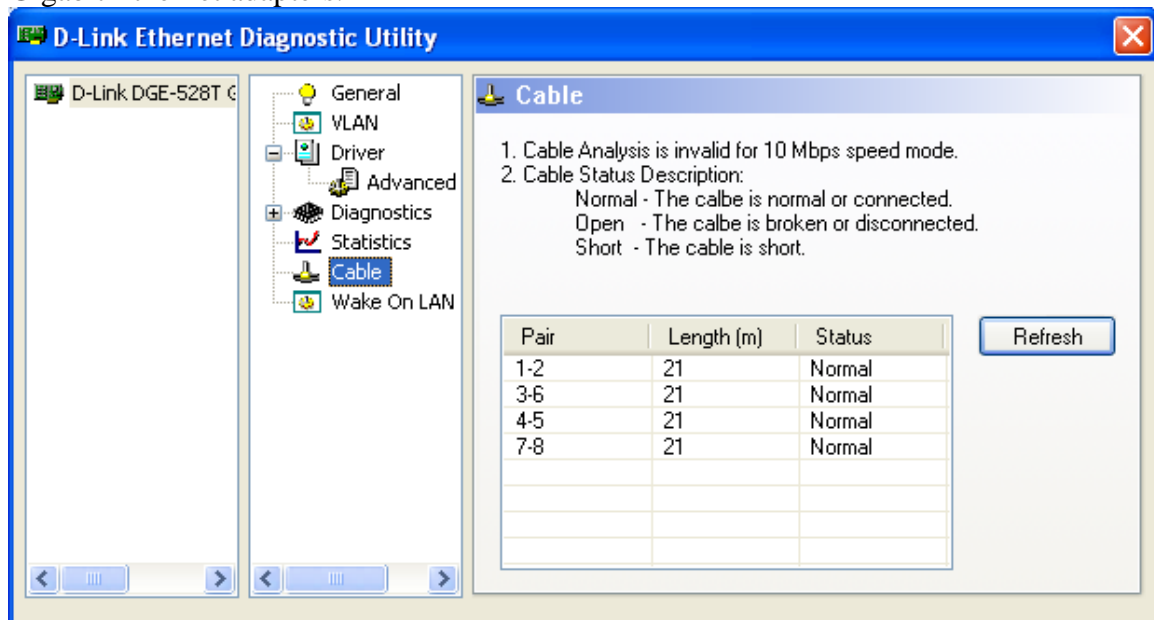 D-Link Ethernet Diagnostic Utility
D-Link DGE-528T G
General
VLAN
Driver
Advanced
Diagnostics
Statistics
Cable
Wake On LAN
Cable
1. Cable Analysis is invalid for 10 Mbps speed mode.
2. Cable Status Description:
Normal - The calbe is normal or connected.
Open - The calbe is broken or disconnected.
Short - The cable is short.
Pair Length (m) Status
1-2 21 Normal
3-6 21 Normal
4-5 21 Normal
7-8 21 Normal
Refresh